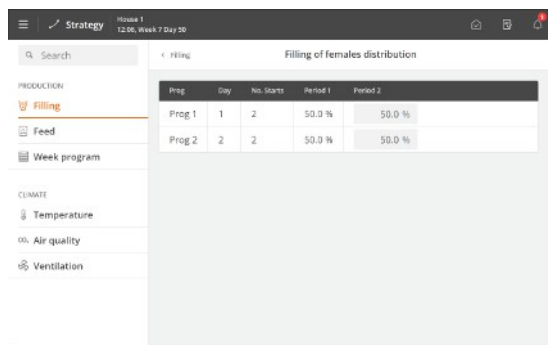 Strategy
House 1
12:06, Week 7 Day 50
Search
< Filling
Filling of females distribution
PRODUCTION
Filling
Feed
Week program
CLIMATE
Temperature
CO₂ Air quality
Ventilation
Prog Day No. Starts Period 1 Period 2
Prog 1 1 2 50.0 % 50.0 %
Prog 2 2 2 50.0 % 50.0 %